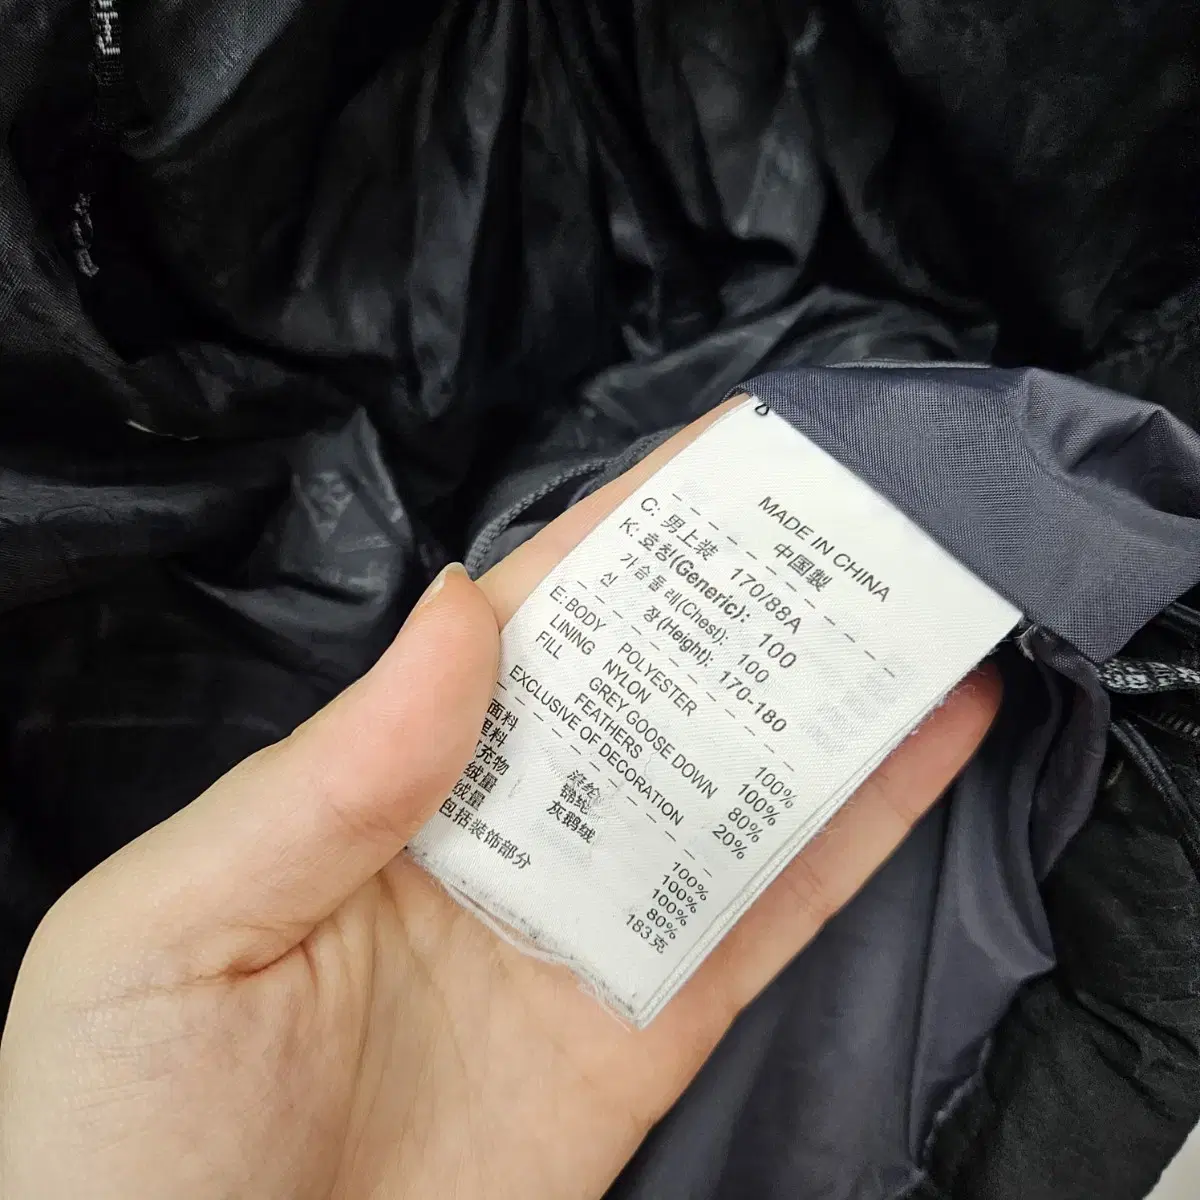 MADE IN CHINA
中国製
C: 男上装 170/88A
K: 호칭(Generic): 100
가슴둘레(Chest): 100
신 장(Height): 170-180
E: BODY POLYESTER 100%
LINING NYLON 100%
FILL GREY GOOSE DOWN 80%
FEATHERS 20%
EXCLUSIVE OF DECORATION
面料 涤纶 100%
里料 锦纶 100%
充物 灰鹅绒 100%
绒量 80%
绒量 183克
包括装饰部分